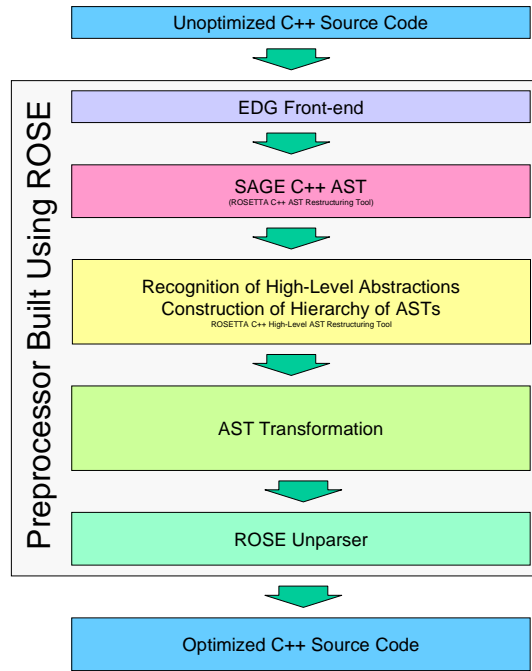 Unoptimized C++ Source Code
Preprocessor Built Using ROSE
EDG Front-end
SAGE C++ AST
(ROSETTA C++ AST Restructuring Tool)
Recognition of High-Level Abstractions
Construction of Hierarchy of ASTs
ROSETTA C++ High-Level AST Restructuring Tool
AST Transformation
ROSE Unparser
Optimized C++ Source Code